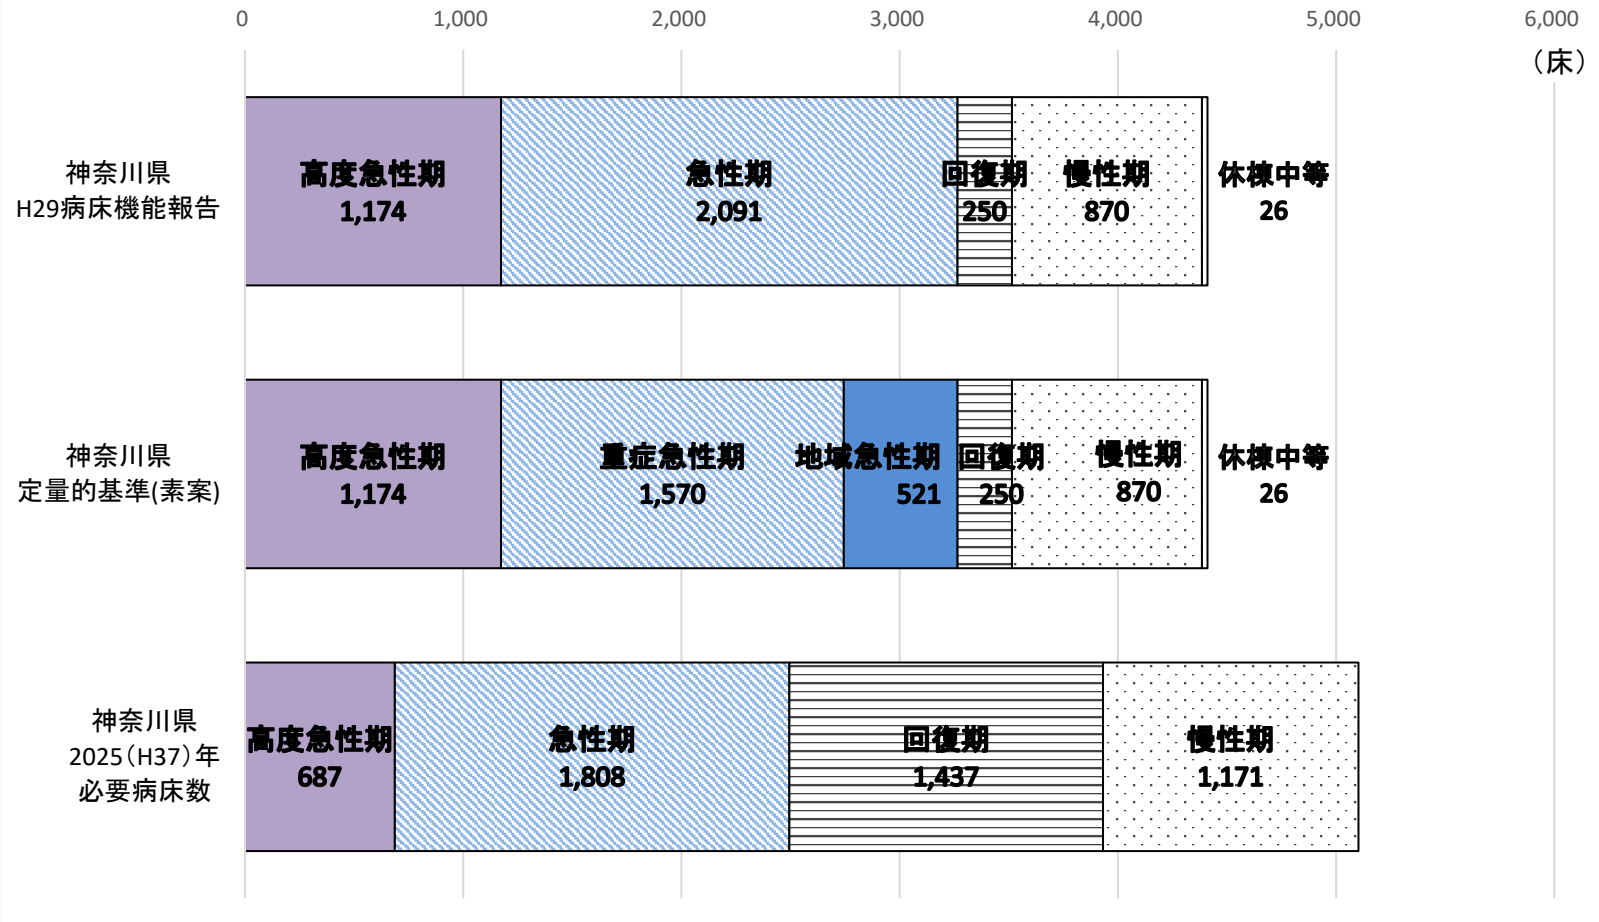 0 1,000 2,000 3,000 4,000 5,000 6,000
（床）
神奈川県
H29病床機能報告
高度急性期
1,174
急性期
2,091
回復期
250
慢性期
870
休棟中等
26
神奈川県
定量的基準(素案)
高度急性期
1,174
重症急性期
1,570
地域急性期
521
回復期
250
慢性期
870
休棟中等
26
神奈川県
2025（H37）年
必要病床数
高度急性期
687
急性期
1,808
回復期
1,437
慢性期
1,171